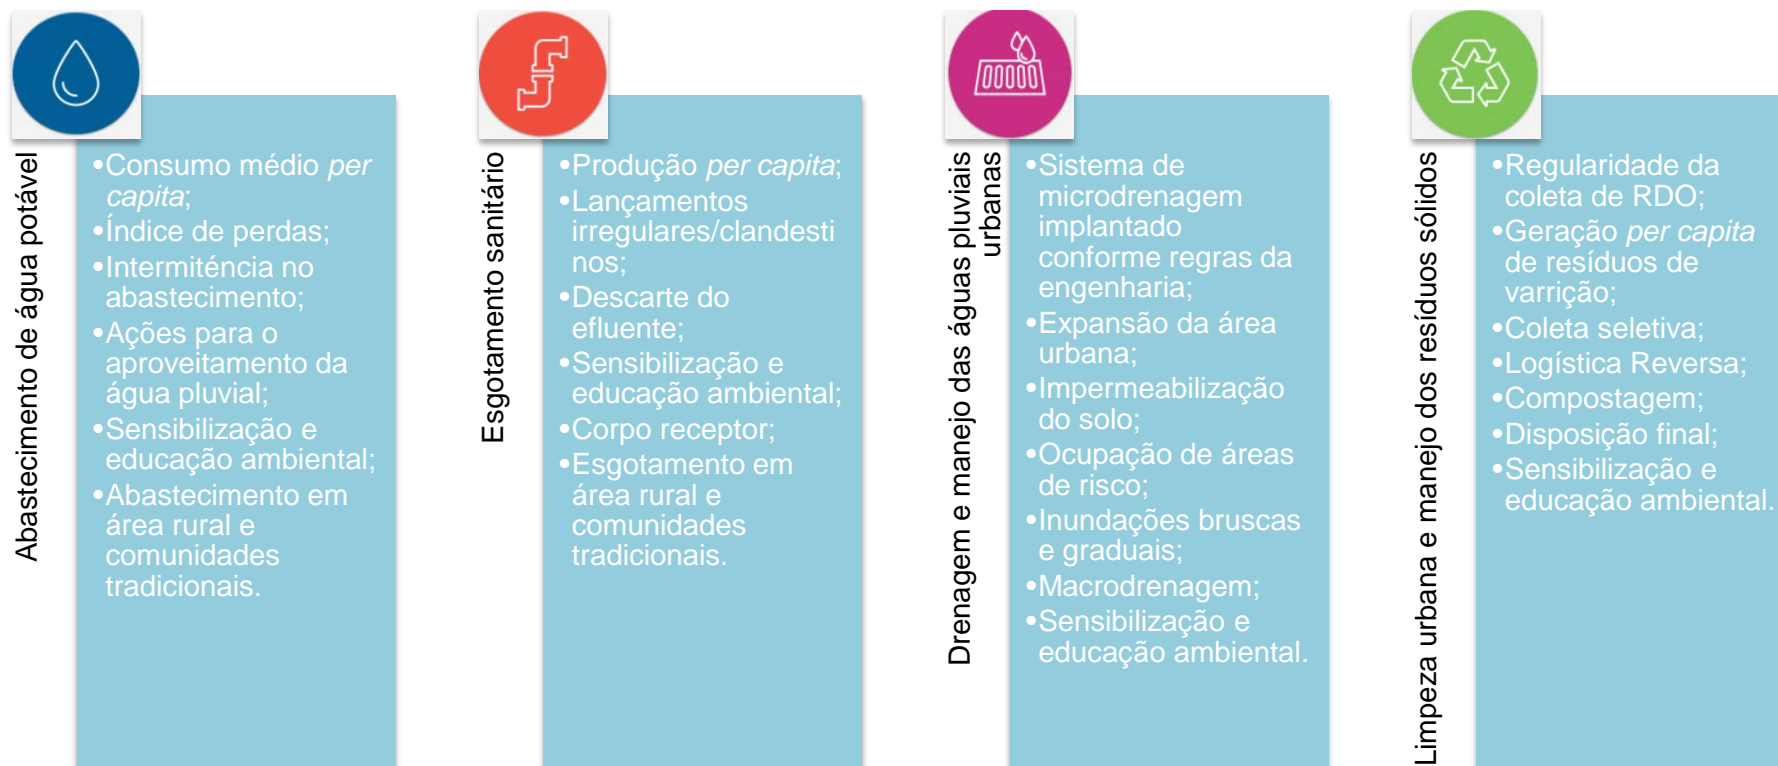 Abastecimento de água potável
•Consumo médio per
capita;
•Índice de perdas;
•Intermiténcia no
abastecimento;
•Ações para o
aproveitamento da
água pluvial;
•Sensibilização e
educação ambiental;
•Abastecimento em
área rural e
comunidades
tradicionais.
Esgotamento sanitário
•Produção per capita;
•Lançamentos
irregulares/clandesti
nos;
•Descarte do
efluente;
•Sensibilização e
educação ambiental;
•Corpo receptor;
•Esgotamento em
área rural e
comunidades
tradicionais.
Drenagem e manejo das águas pluviais
urbanas
•Sistema de
microdrenagem
implantado
conforme regras da
engenharia;
•Expansão da área
urbana;
•Impermeabilização
do solo;
•Ocupação de áreas
de risco;
•Inundações bruscas
e graduais;
•Macrodrenagem;
•Sensibilização e
educação ambiental.
Limpeza urbana e manejo dos resíduos sólidos
•Regularidade da
coleta de RDO;
•Geração per capita
de resíduos de
varrição;
•Coleta seletiva;
•Logística Reversa;
•Compostagem;
•Disposição final;
•Sensibilização e
educação ambiental.